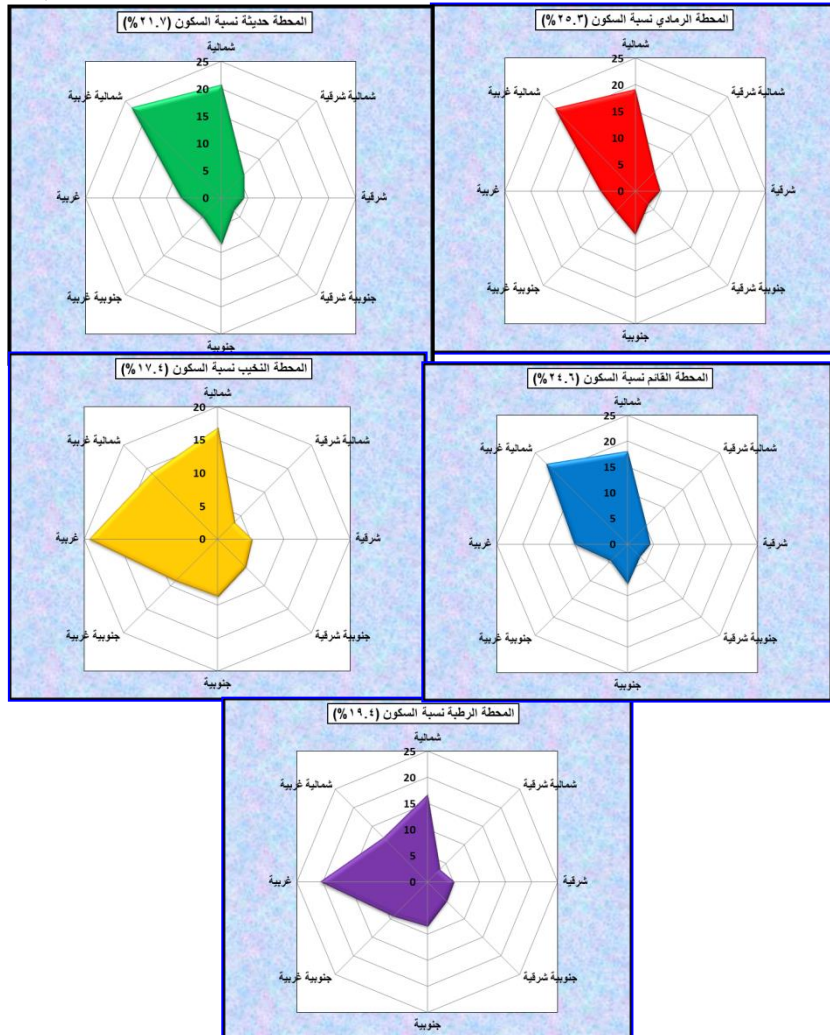 المحطة حديثة نسبة السكون (٢١.٧%)
شمالية
25
شمالية غربية
شمالية شرقية
20
15
10
5
غربية
0
شرقية
جنوبية غربية
جنوبية شرقية
جنوبية
المحطة الرمادي نسبة السكون (٢٥.٣%)
شمالية
25
شمالية غربية
شمالية شرقية
20
15
10
5
غربية
0
شرقية
جنوبية غربية
جنوبية شرقية
جنوبية
المحطة النخيب نسبة السكون (١٧.٤%)
شمالية
20
شمالية غربية
شمالية شرقية
15
10
5
غربية
0
شرقية
جنوبية غربية
جنوبية شرقية
جنوبية
المحطة القائم نسبة السكون (٢٤.٦%)
شمالية
25
شمالية غربية
شمالية شرقية
20
15
10
5
غربية
0
شرقية
جنوبية غربية
جنوبية شرقية
جنوبية
المحطة الرطبة نسبة السكون (١٩.٤%)
شمالية
25
شمالية غربية
شمالية شرقية
20
15
10
5
غربية
0
شرقية
جنوبية غربية
جنوبية شرقية
جنوبية